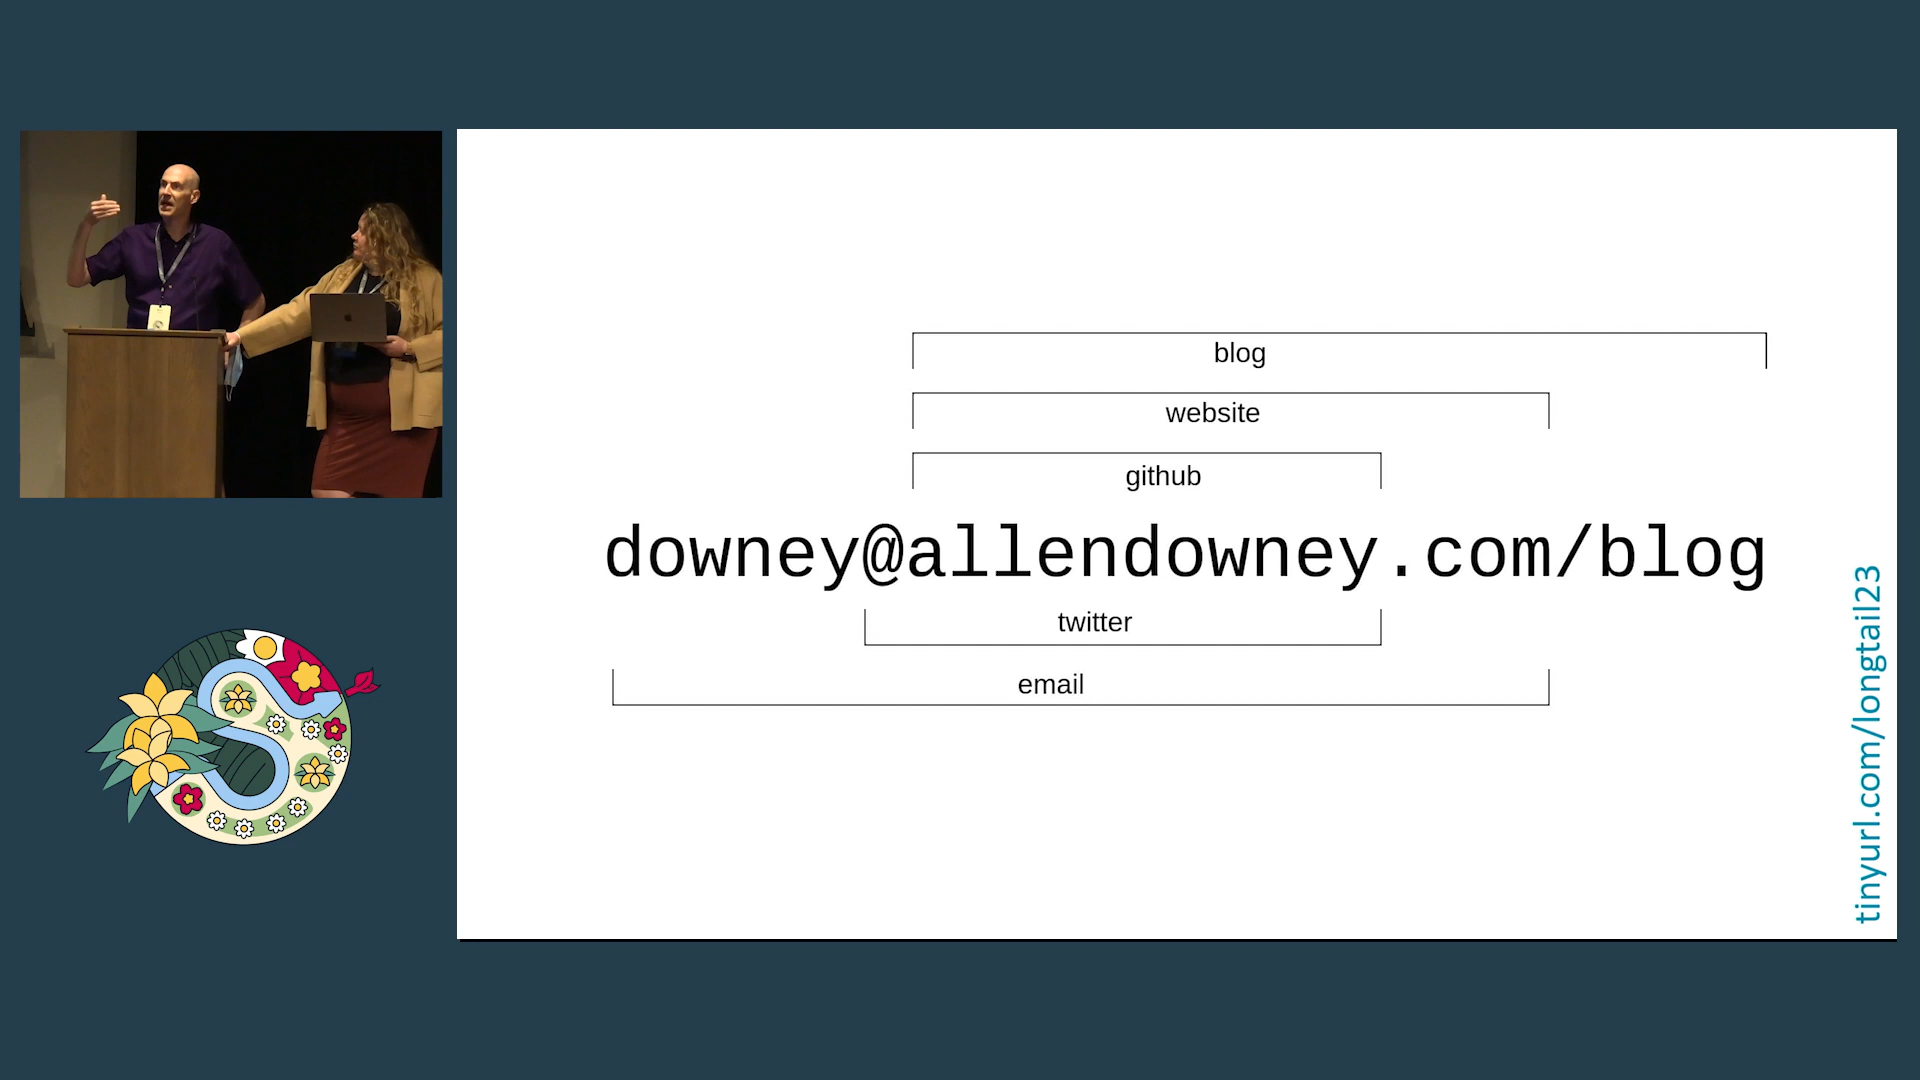 blog
website
github
downey@allendowney.com/blog
twitter
email
tinyurl.com/longtail23